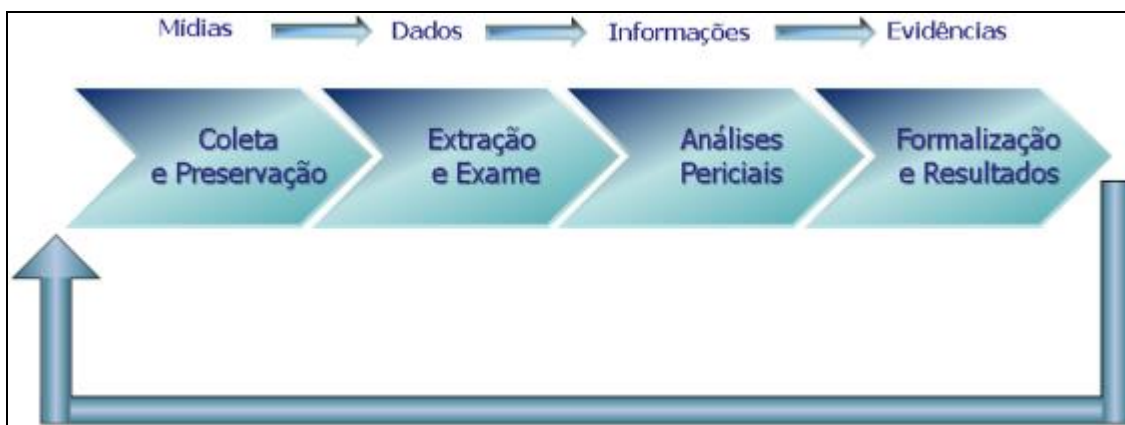 Mídias Dados Informações Evidências
Coleta
e Preservação
Extração
e Exame
Análises
Periciais
Formalização
e Resultados